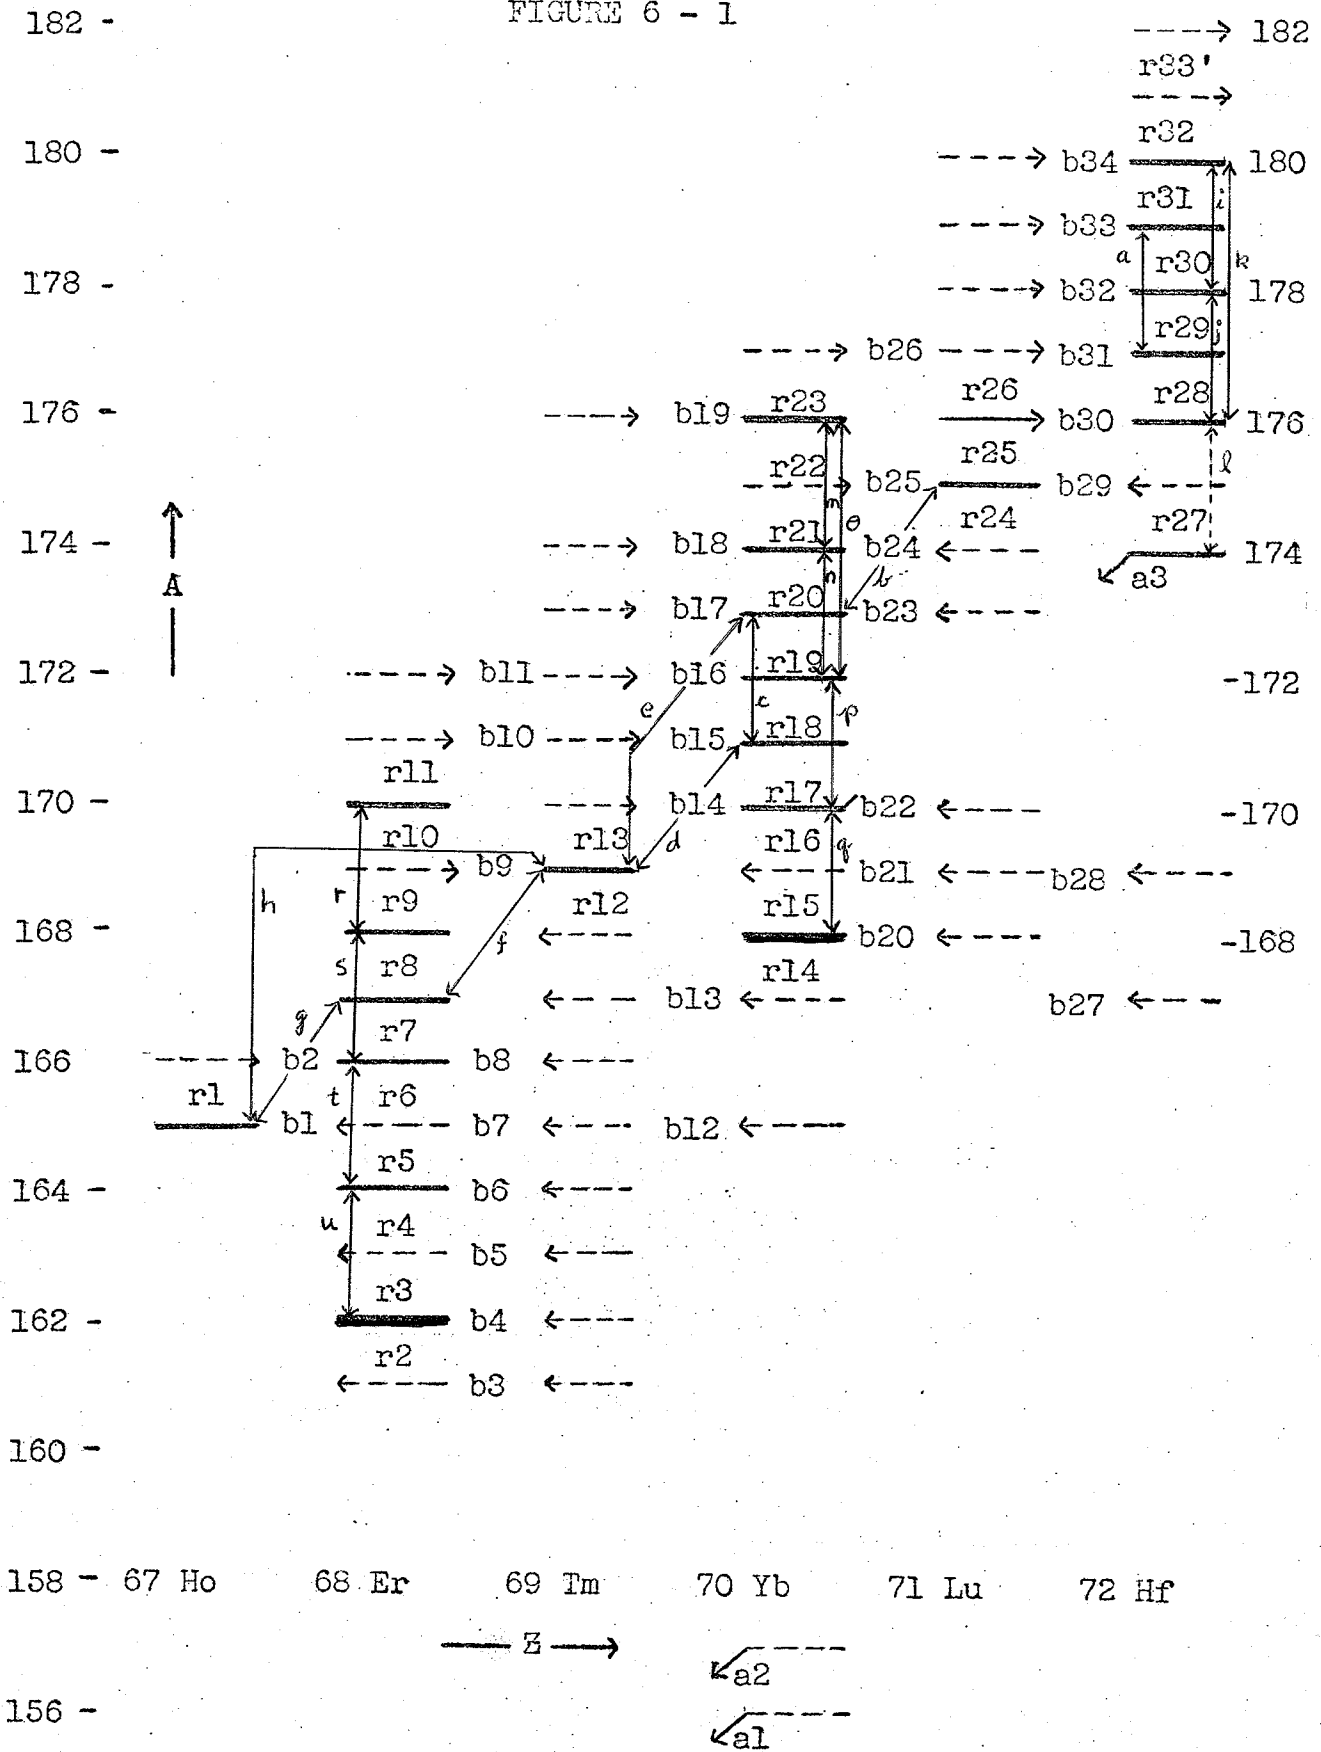 FIGURE 6 - 1
182 - 182
r33'
r32
180 - b34 180
r31 i
b33
a r30 k
178 - b32 178
r29 j
b26 b31
r26 r28
176 - b19 r23 b30 176
r22 r25 l
b25 b29
m o
r21 r24 r27
174 - b18 b24 174
A n b a3
r20
b17 b23
172 - b11 b16 r19 -172
e c p
b10 b15 r18
r11
170 - b14 r17 b22 -170
r10 r13 d r16 q
b9 b21 b28
h r r9 r12 r15
168 - b20 -168
f
s r8 r14
b13 b27
g r7
166 - b2 b8
r1 t r6
b1 b7 b12
r5
164 - b6
u r4
b5
r3
162 - b4
r2
b3
160 -
158 - 67 Ho 68 Er 69 Tm 70 Yb 71 Lu 72 Hf
Z
a2
156 -
a1